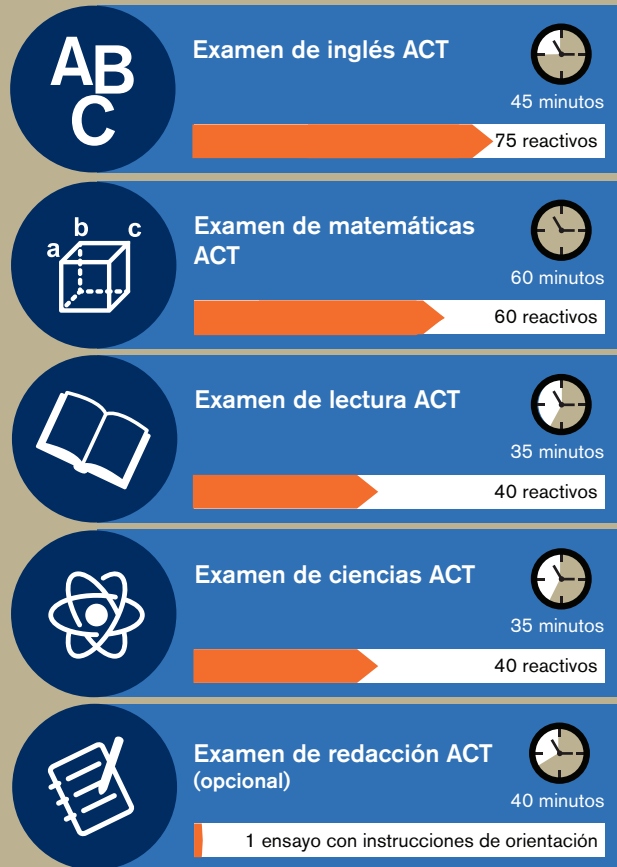 ABC
Examen de inglés ACT
45 minutos
75 reactivos
a b c
Examen de matemáticas
ACT
60 minutos
60 reactivos
Examen de lectura ACT
35 minutos
40 reactivos
Examen de ciencias ACT
35 minutos
40 reactivos
Examen de redacción ACT
(opcional)
40 minutos
1 ensayo con instrucciones de orientación